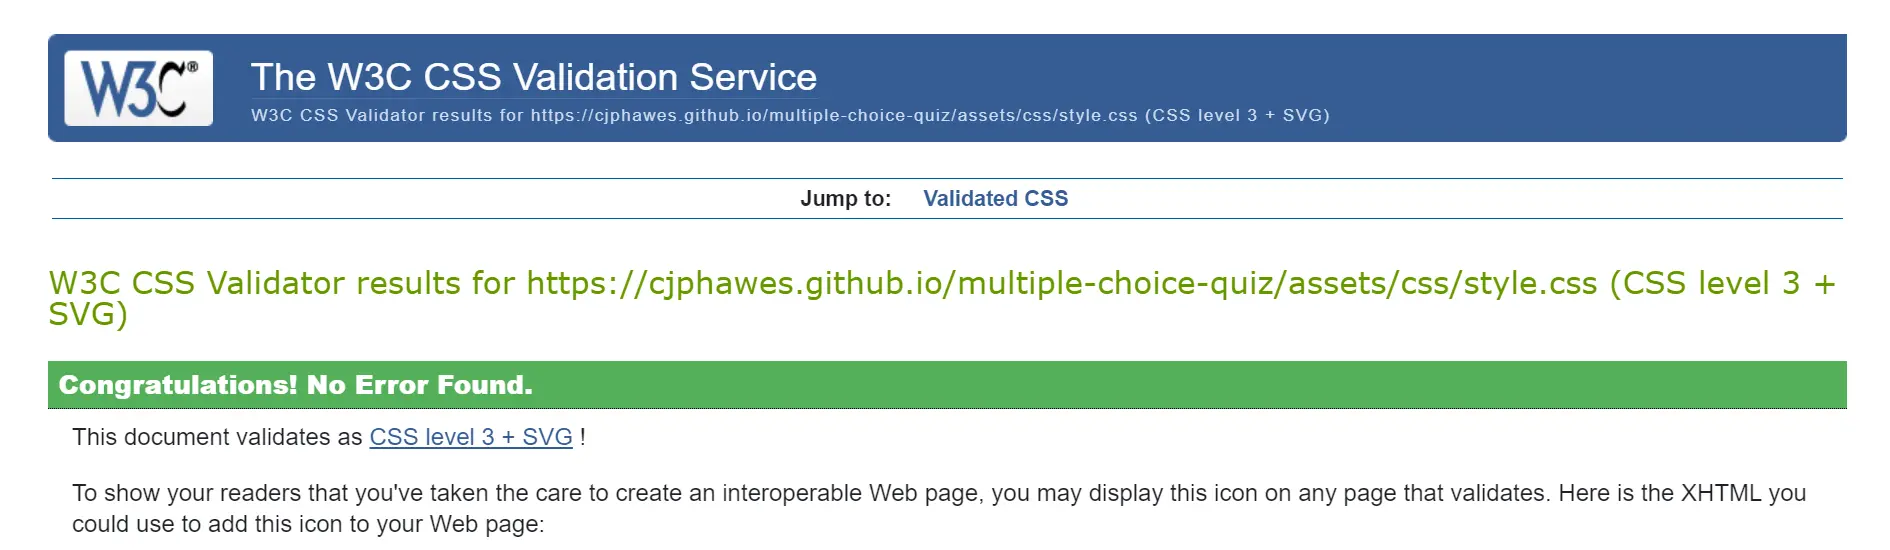 W3C®
The W3C CSS Validation Service
W3C CSS Validator results for https://cjphawes.github.io/multiple-choice-quiz/assets/css/style.css (CSS level 3 + SVG)
Jump to: Validated CSS
W3C CSS Validator results for https://cjphawes.github.io/multiple-choice-quiz/assets/css/style.css (CSS level 3 +
SVG)
Congratulations! No Error Found.
This document validates as CSS level 3 + SVG !
To show your readers that you've taken the care to create an interoperable Web page, you may display this icon on any page that validates. Here is the XHTML you
could use to add this icon to your Web page: